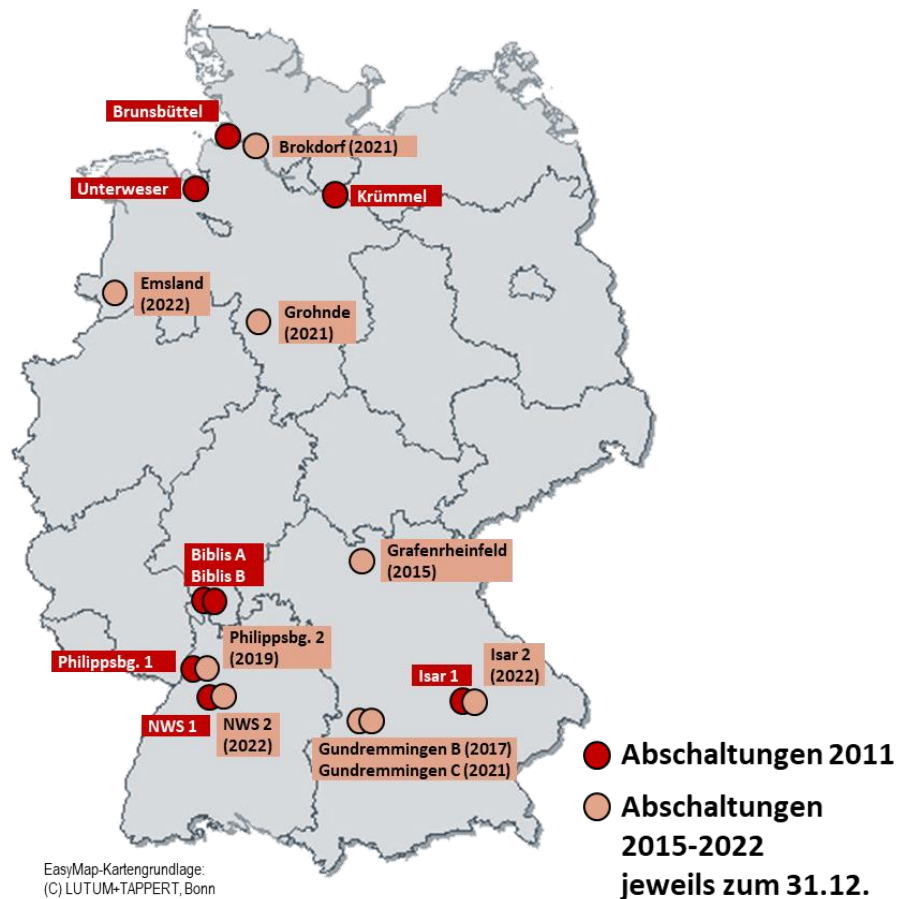 Brunsbüttel
Brokdorf (2021)
Unterweser
Krümmel
Emsland
(2022)
Grohnde
(2021)
Biblis A
Biblis B
Grafenrheinfeld
(2015)
Philippsbg. 2
(2019)
Philippsbg. 1
Isar 2
(2022)
Isar 1
NWS 1
NWS 2
(2022)
Gundremmingen B (2017)
Gundremmingen C (2021)
Abschaltungen 2011
Abschaltungen
2015-2022
jeweils zum 31.12.
EasyMap-Kartengrundlage:
(C) LUTUM+TAPPERT, Bonn